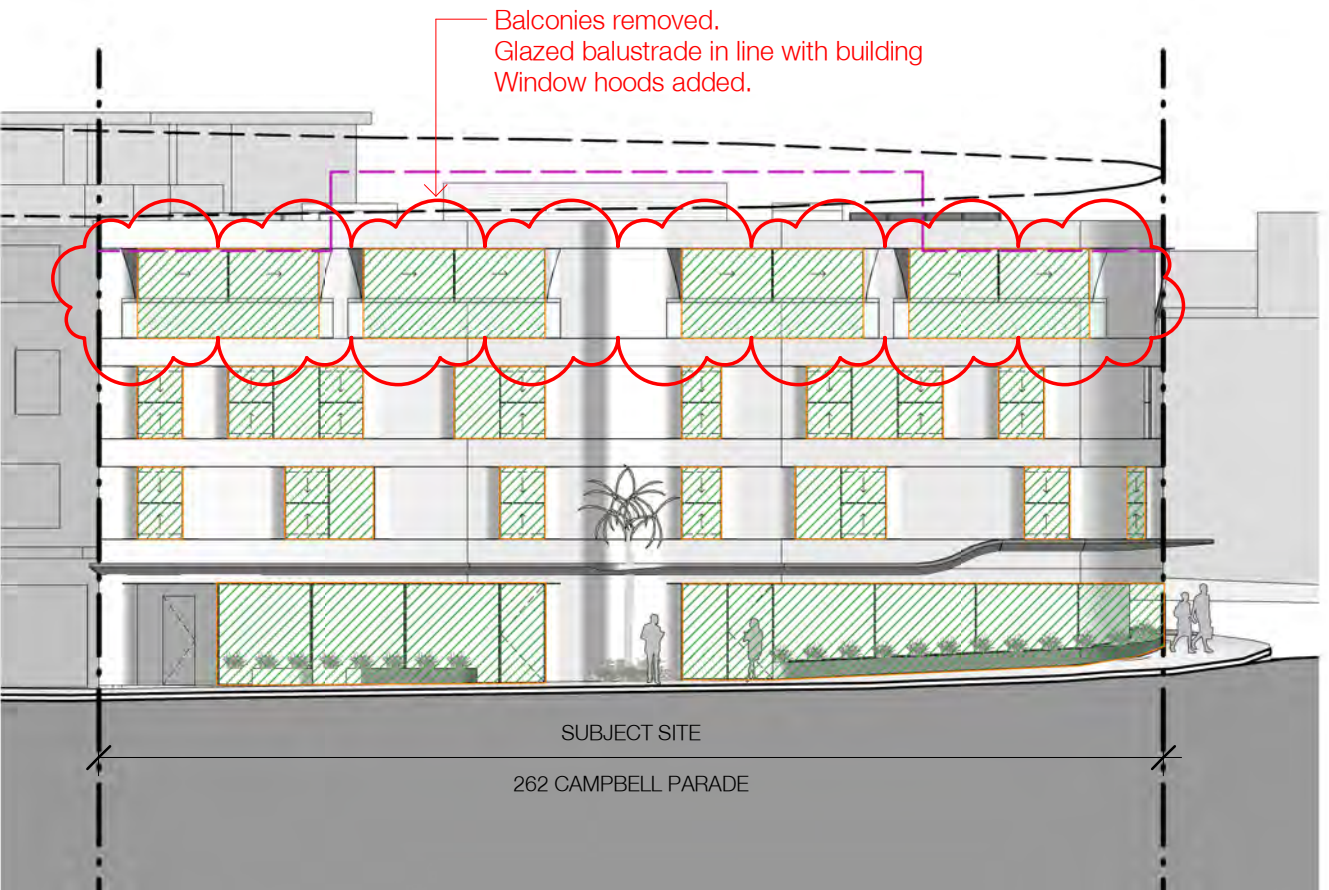 Balconies removed.
Glazed balustrade in line with building
Window hoods added.
SUBJECT SITE
262 CAMPBELL PARADE